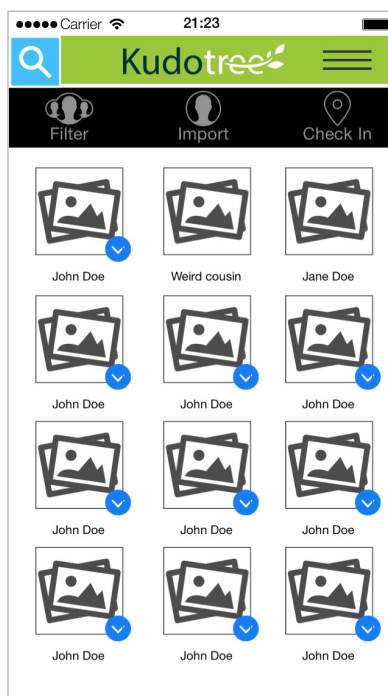 Carrier 21:23
Kudotree
Filter Import Check In
John Doe Weird cousin Jane Doe
John Doe John Doe John Doe
John Doe John Doe John Doe
John Doe John Doe John Doe